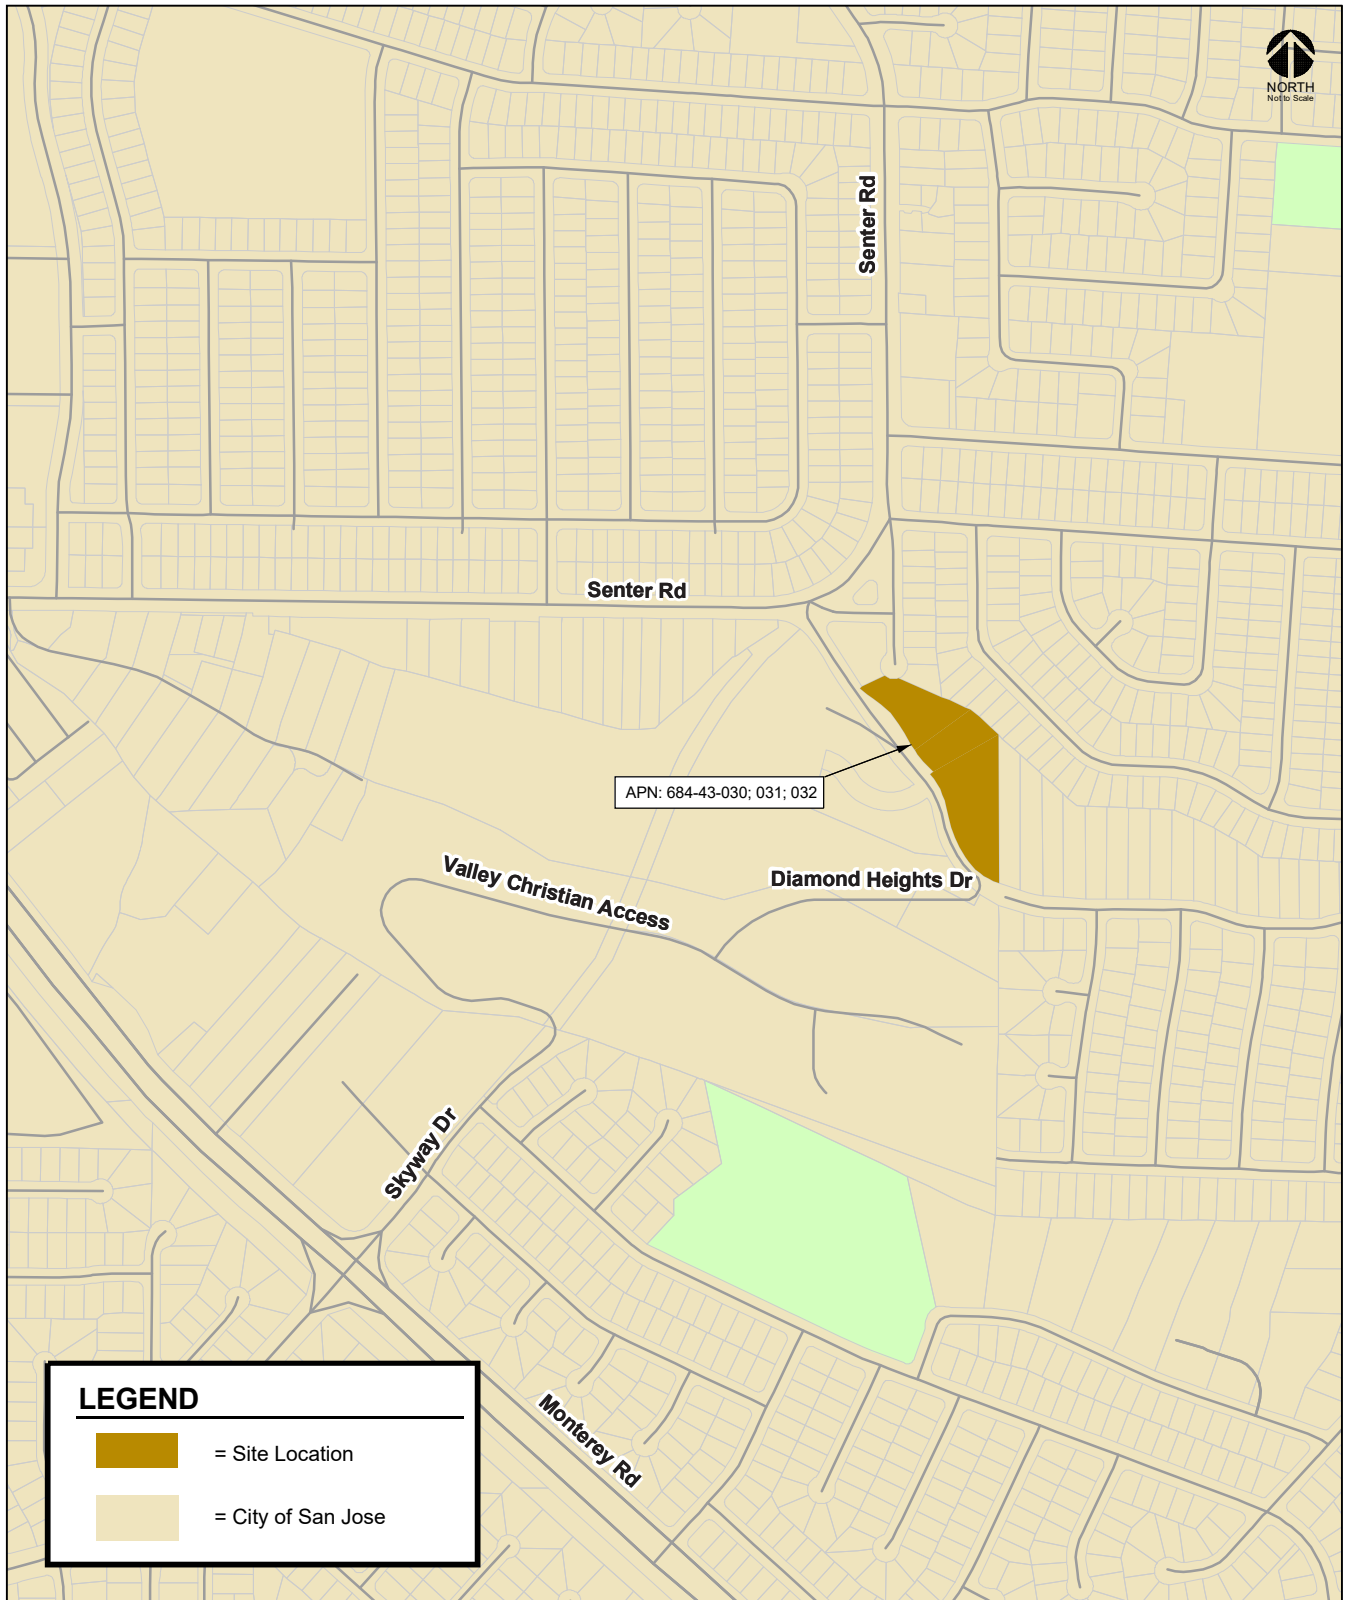 NORTH
Not to Scale
Senter Rd
Senter Rd
APN: 684-43-030; 031; 032
Valley Christian Access
Diamond Heights Dr
Skyway Dr
Monterey Rd
LEGEND
= Site Location
= City of San Jose